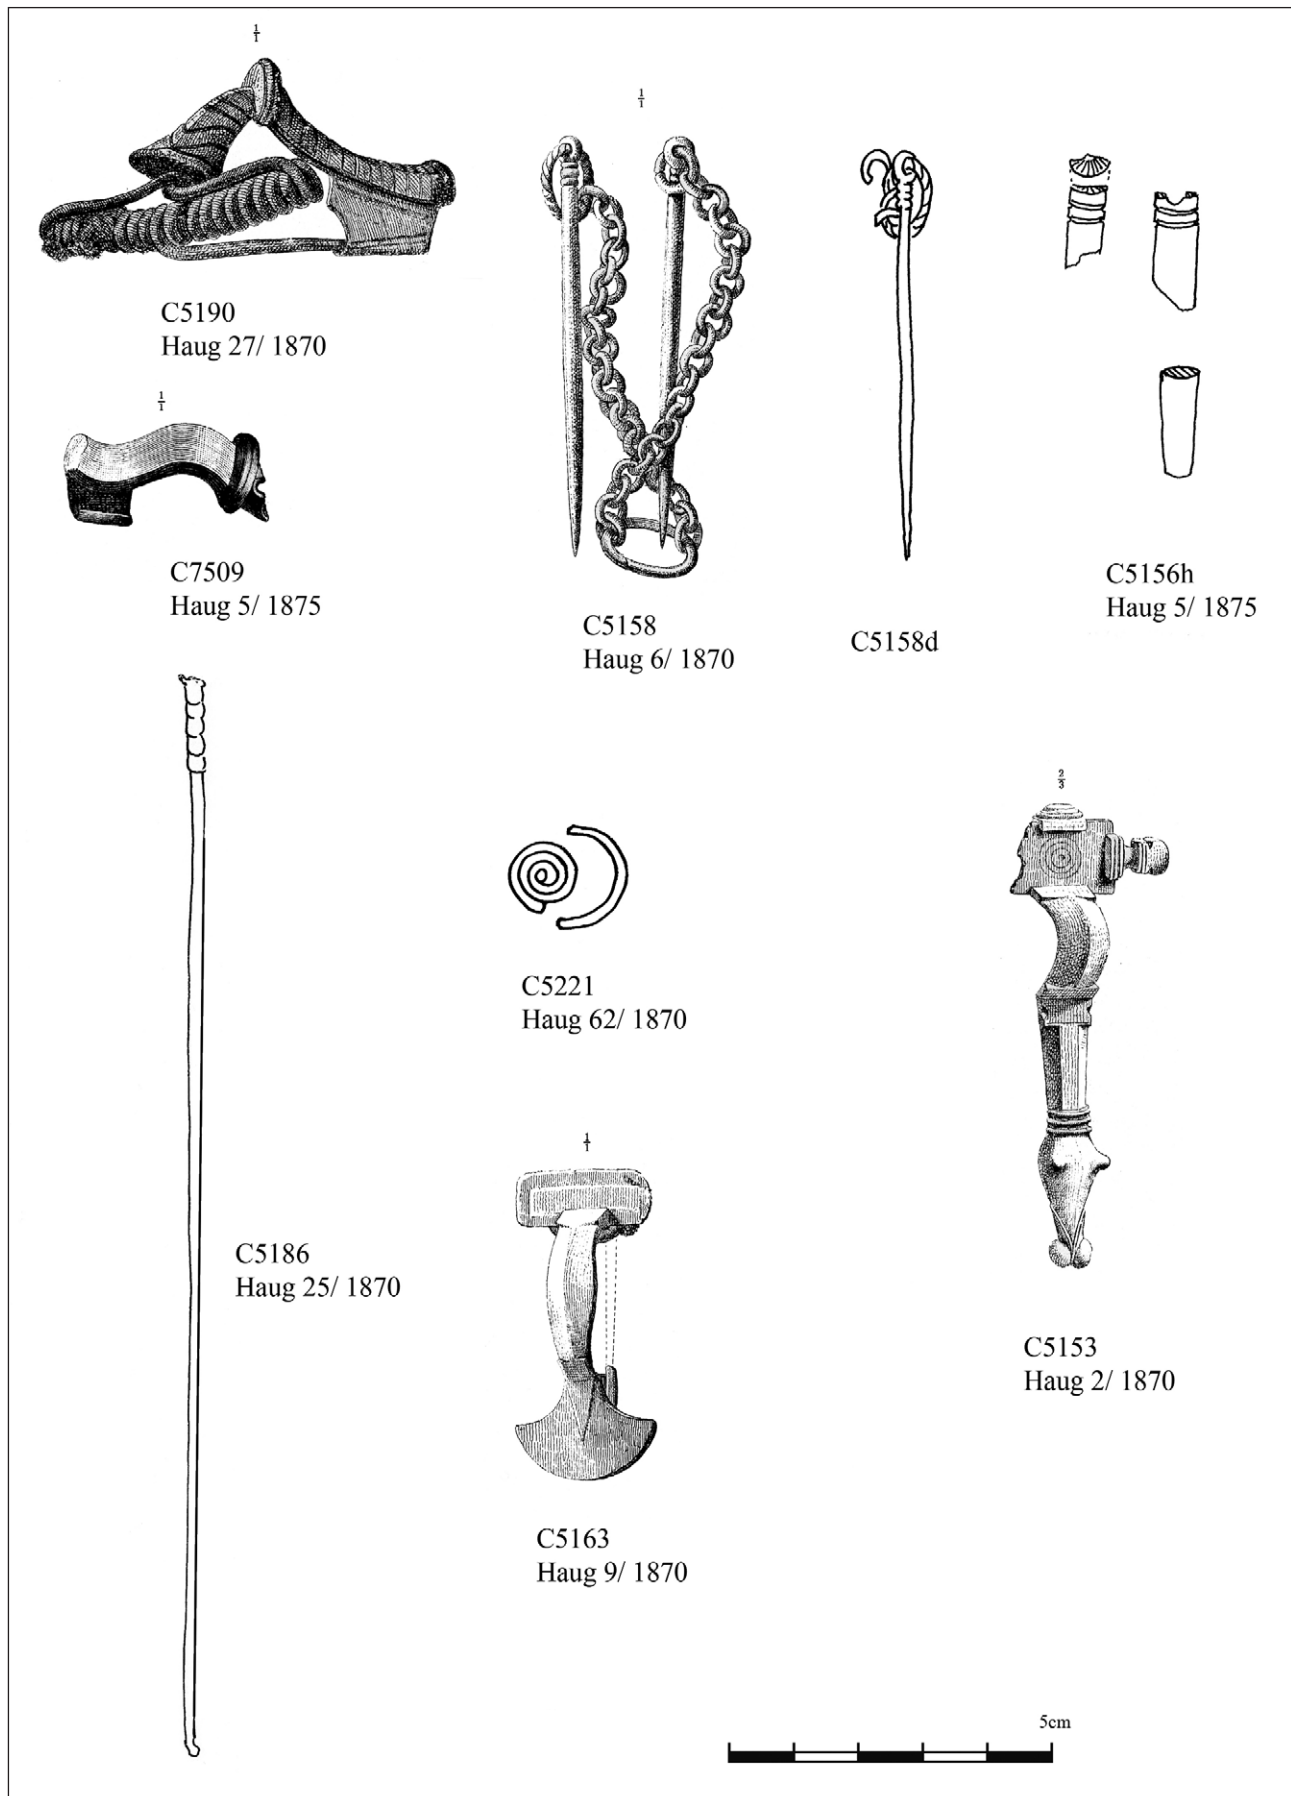 1/1
C5190
Haug 27/ 1870
1/1
C7509
Haug 5/ 1875
1/1
C5158
Haug 6/ 1870
C5158d
C5156h
Haug 5/ 1875
C5186
Haug 25/ 1870
C5221
Haug 62/ 1870
1/1
C5163
Haug 9/ 1870
2/3
C5153
Haug 2/ 1870
5cm